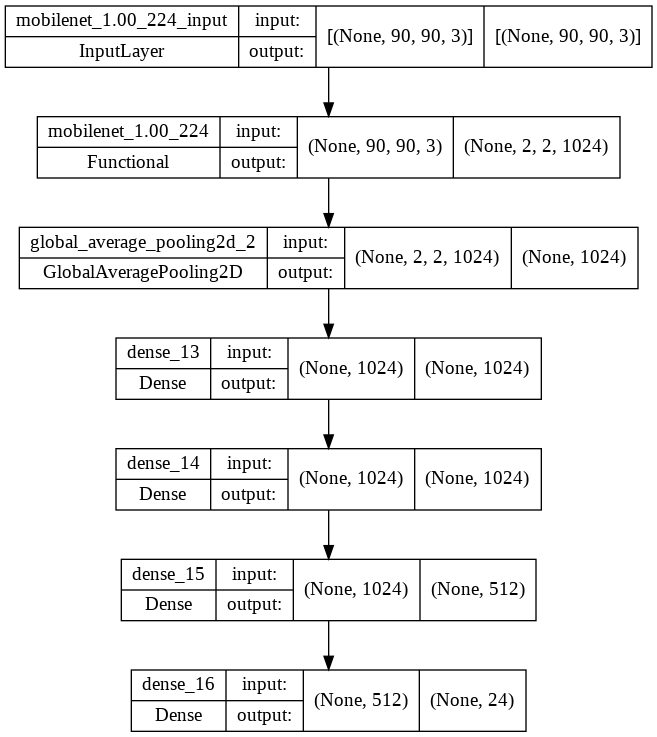 mobilenet_1.00_224_input input: [(None, 90, 90, 3)] [(None, 90, 90, 3)]
InputLayer output:
mobilenet_1.00_224 input: (None, 90, 90, 3) (None, 2, 2, 1024)
Functional output:
global_average_pooling2d_2 input: (None, 2, 2, 1024) (None, 1024)
GlobalAveragePooling2D output:
dense_13 input: (None, 1024) (None, 1024)
Dense output:
dense_14 input: (None, 1024) (None, 1024)
Dense output:
dense_15 input: (None, 1024) (None, 512)
Dense output:
dense_16 input: (None, 512) (None, 24)
Dense output: